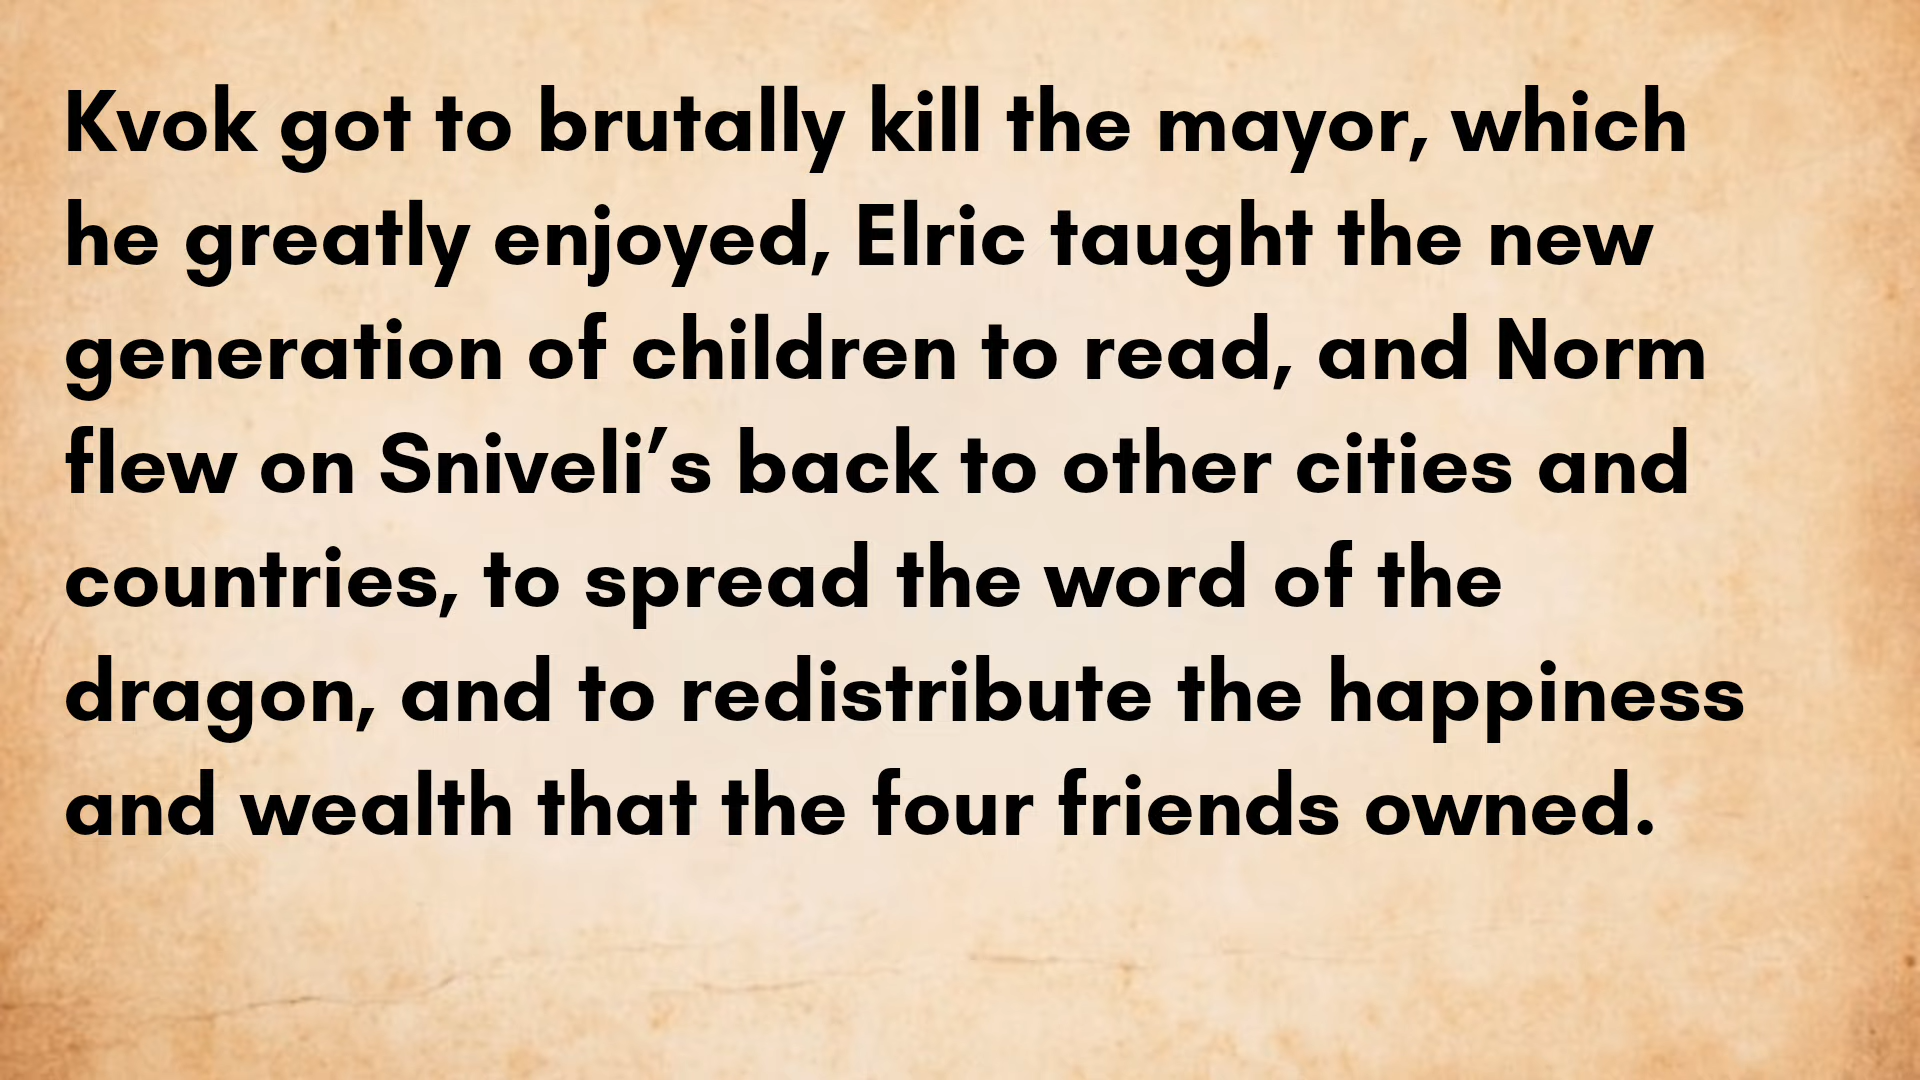 Kvok got to brutally kill the mayor, which
he greatly enjoyed, Elric taught the new
generation of children to read, and Norm
flew on Sniveli’s back to other cities and
countries, to spread the word of the
dragon, and to redistribute the happiness
and wealth that the four friends owned.